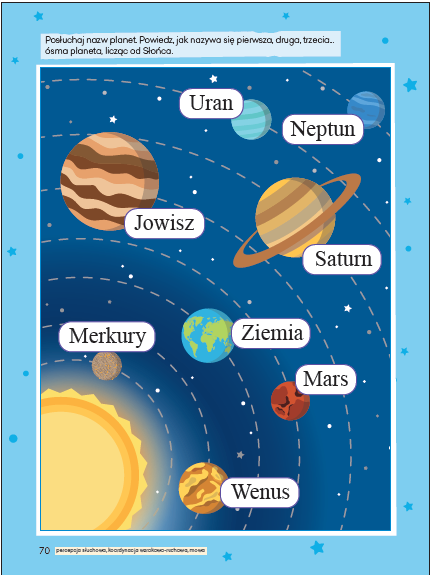 Posłuchaj nazw planet. Powiedz, jak nazywa się pierwsza, druga, trzecia...
ósma planeta, licząc od Słońca.
Uran
Neptun
Jowisz
Saturn
Merkury
Ziemia
Mars
Wenus
70 percepcja słuchowa, koordynacja wzrokowo-ruchowa, mowa